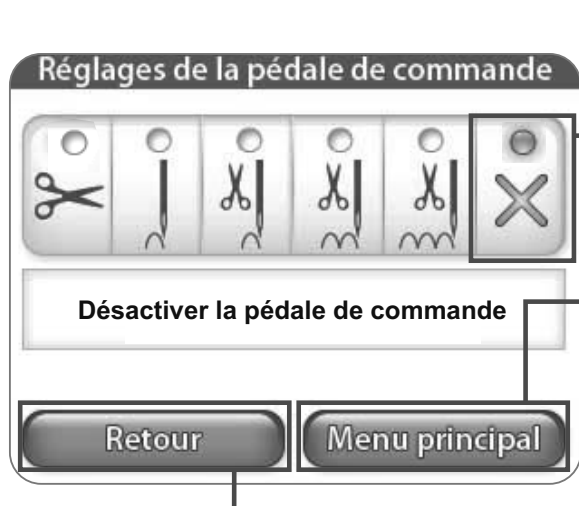 Réglages de la pédale de commande
Désactiver la pédale de commande
Retour
Menu principal